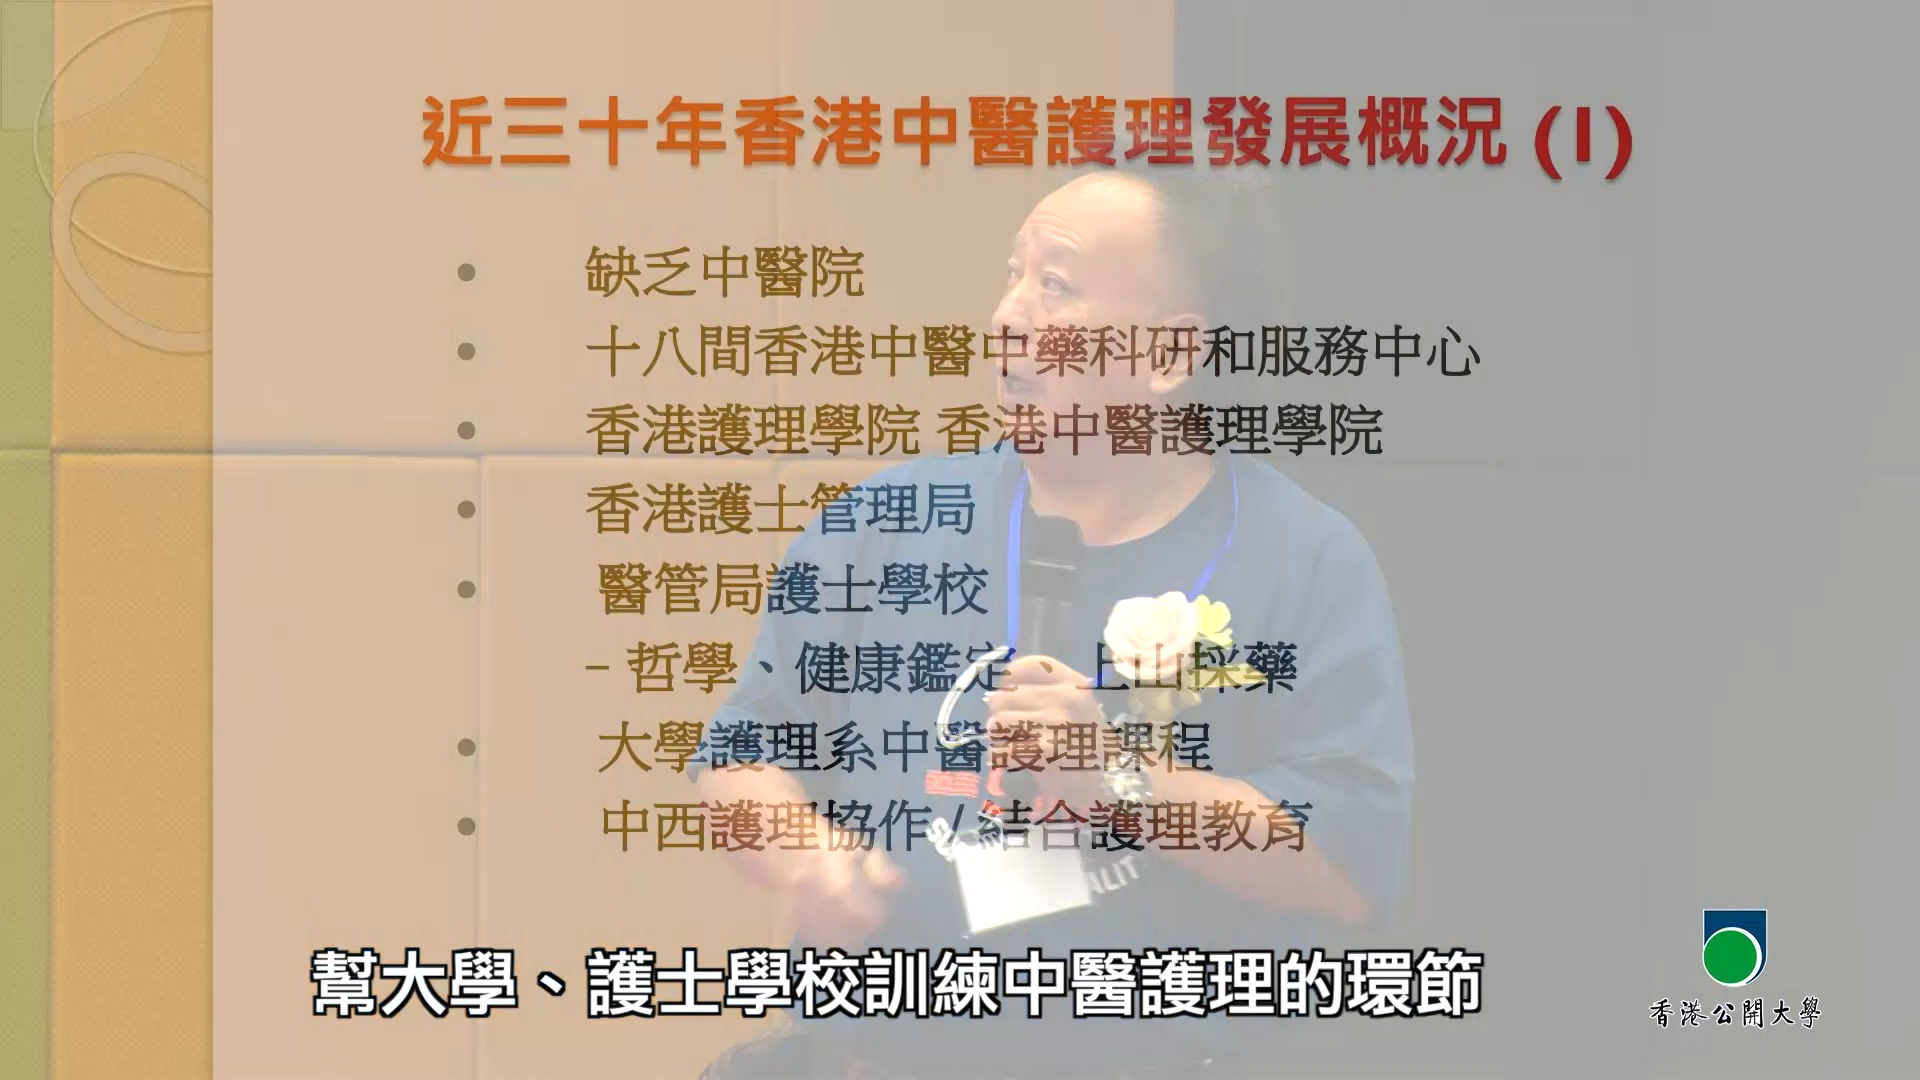 近三十年香港中醫護理發展概況 (I)
• 缺乏中醫院
• 十八間香港中醫中藥科研和服務中心
• 香港護理學院 香港中醫護理學院
• 香港護士管理局
• 醫管局護士學校
– 哲學、健康鑑定、上山採藥
• 大學護理系中醫護理課程
• 中西護理協作 / 結合護理教育
ALIT
幫大學、護士學校訓練中醫護理的環節
香港公開大學